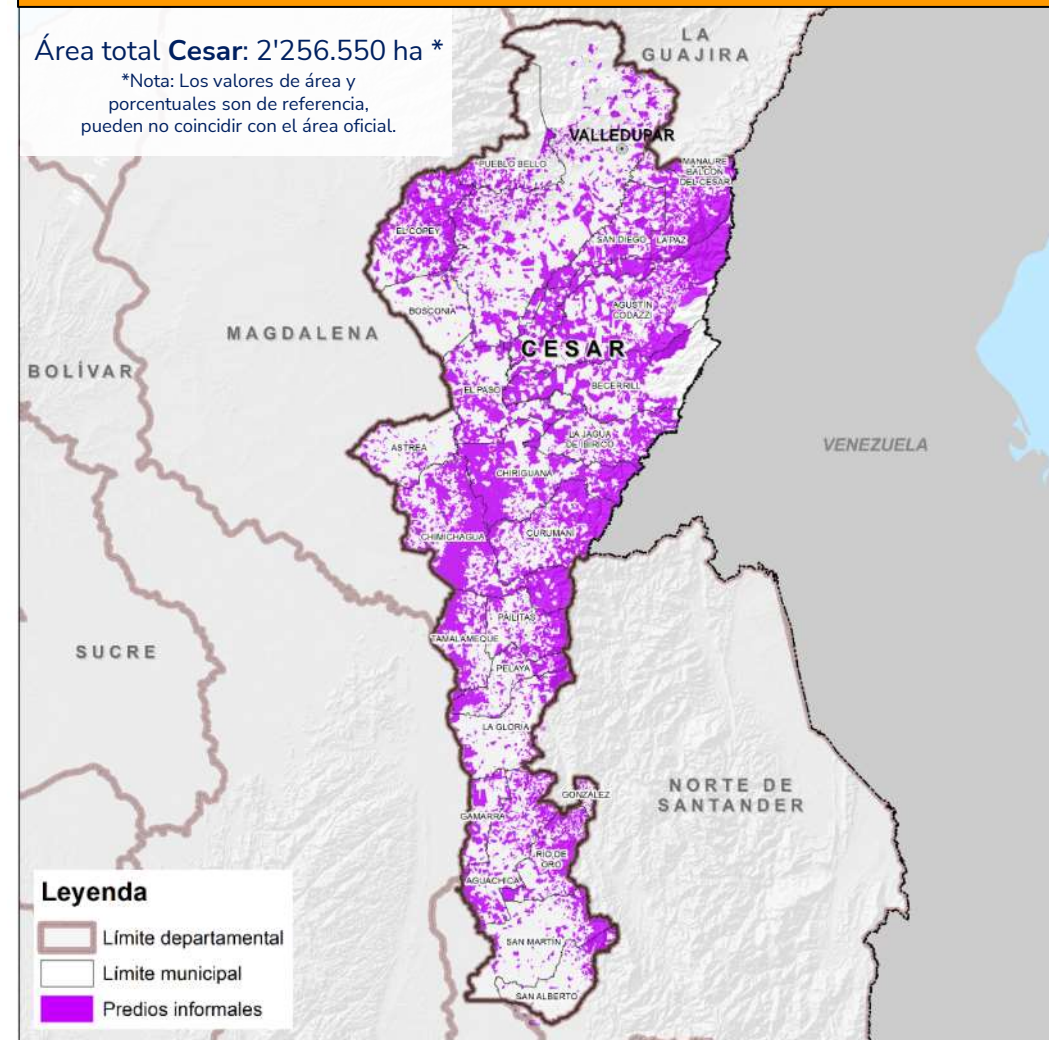 Área total Cesar: 2'256.550 ha *
*Nota: Los valores de área y
porcentuales son de referencia,
pueden no coincidir con el área oficial.
LA
GUAJIRA
VALLEDUPAR
MANAURE
BALCÓN
DEL CESAR
PUEBLO BELLO
EL COPEY
SAN DIEGO
LA PAZ
BOSCONIA
AGUSTÍN
CODAZZI
MAGDALENA
CESAR
BOLÍVAR
EL PASO
BECERRILL
ASTREA
LA JAGUA
DE IBIRICO
VENEZUELA
CHIRIGUANA
CHIMICHAGUA
CURUMANÍ
PAILITAS
TAMALAMEQUE
SUCRE
PELAYA
LA GLORIA
NORTE DE
SANTANDER
GONZÁLEZ
GAMARRA
RÍO DE
ORO
AGUACHICA
SAN MARTÍN
SAN ALBERTO
Leyenda
Límite departamental
Límite municipal
Predios informales